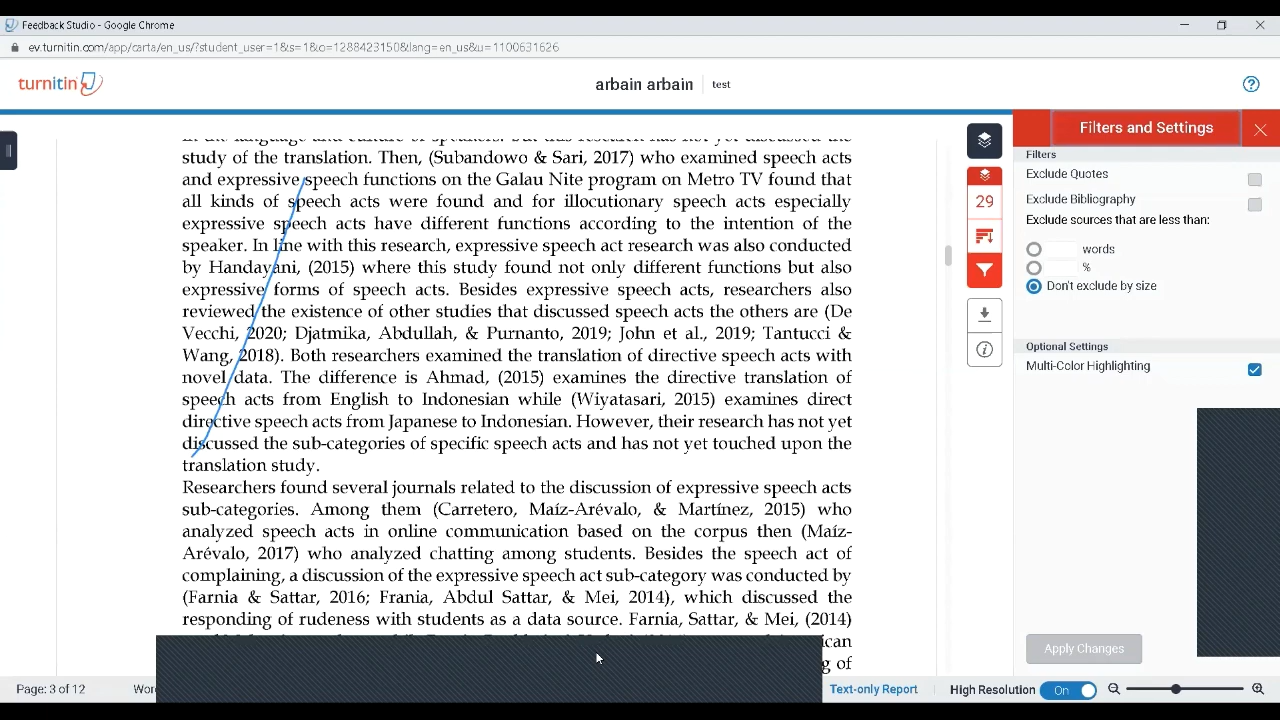 Feedback Studio - Google Chrome
ev.turnitin.com/app/carta/en_us/?student_user=1&s=1&o=1288423150&lang=en_us&u=1100631626
turnitin
arbain arbain
test
study of the translation. Then, (Subandowo & Sari, 2017) who examined speech acts
and expressive speech functions on the Galau Nite program on Metro TV found that
all kinds of speech acts were found and for illocutionary speech acts especially
expressive speech acts have different functions according to the intention of the
speaker. In line with this research, expressive speech act research was also conducted
by Handayani, (2015) where this study found not only different functions but also
expressive forms of speech acts. Besides expressive speech acts, researchers also
reviewed the existence of other studies that discussed speech acts the others are (De
Vecchi, 2020; Djatmika, Abdullah, & Purnanto, 2019; John et al., 2019; Tantucci &
Wang, 2018). Both researchers examined the translation of directive speech acts with
novel data. The difference is Ahmad, (2015) examines the directive translation of
speech acts from English to Indonesian while (Wiyatasari, 2015) examines direct
directive speech acts from Japanese to Indonesian. However, their research has not yet
discussed the sub-categories of specific speech acts and has not yet touched upon the
translation study.
Researchers found several journals related to the discussion of expressive speech acts
sub-categories. Among them (Carretero, Maíz-Arévalo, & Martínez, 2015) who
analyzed speech acts in online communication based on the corpus then (Maíz-
Arévalo, 2017) who analyzed chatting among students. Besides the speech act of
complaining, a discussion of the expressive speech act sub-category was conducted by
(Farnia & Sattar, 2016; Frania, Abdul Sattar, & Mei, 2014), which discussed the
responding of rudeness with students as a data source. Farnia, Sattar, & Mei, (2014)
g of
29
Filters and Settings
Filters
Exclude Quotes
Exclude Bibliography
Exclude sources that are less than:
words
%
Don't exclude by size
Optional Settings
Multi-Color Highlighting
Apply Changes
Page: 3 of 12
Text-only Report
High Resolution
On